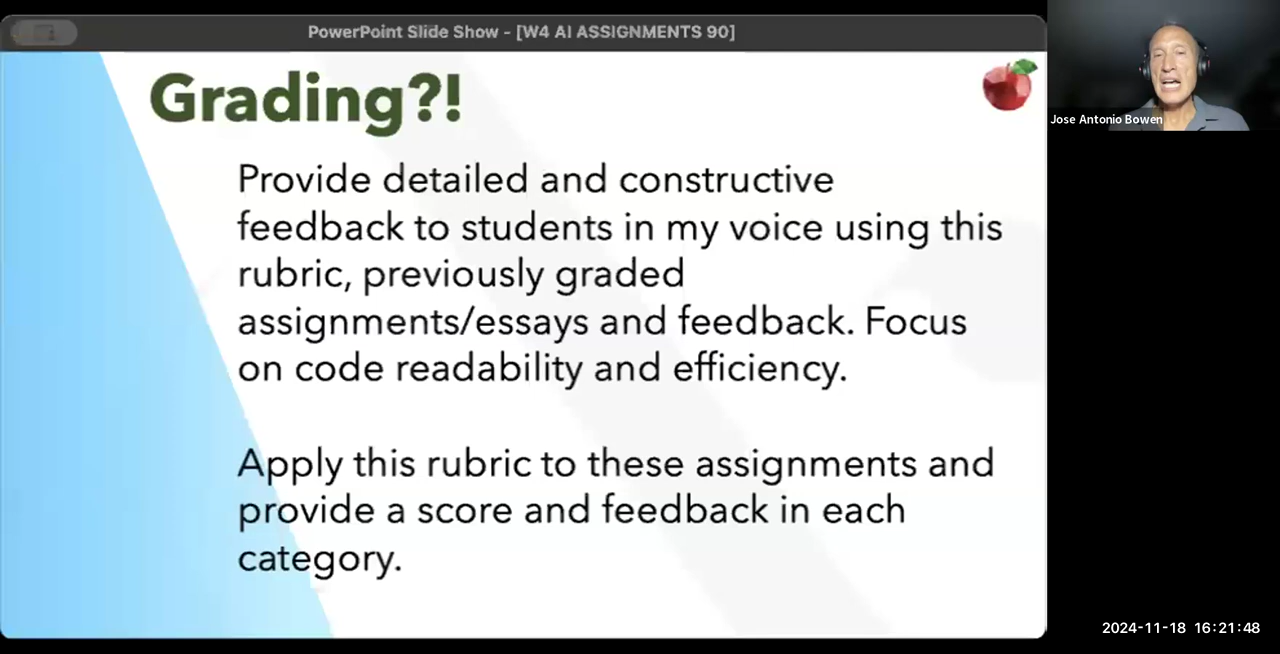 PowerPoint Slide Show - [W4 AI ASSIGNMENTS 90]
Grading?!
Provide detailed and constructive
feedback to students in my voice using this
rubric, previously graded
assignments/essays and feedback. Focus
on code readability and efficiency.
Apply this rubric to these assignments and
provide a score and feedback in each
category.
Jose Antonio Bowen
2024-11-18 16:21:48